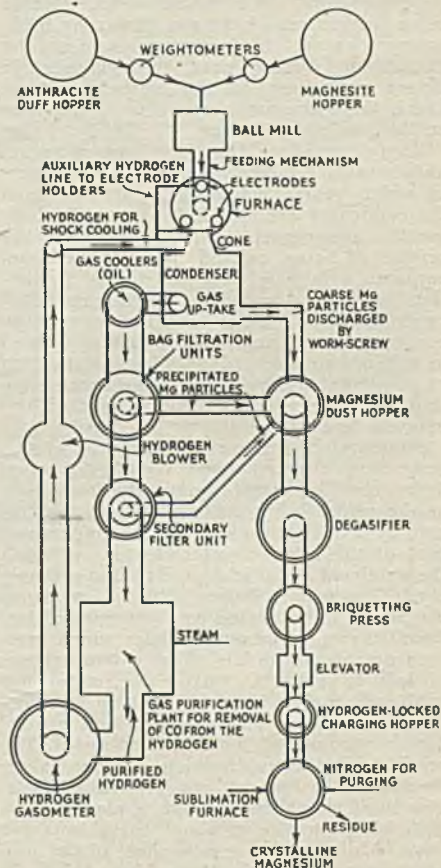 WEIGHTOMETERS
ANTHRACITE
DUFF HOPPER
MAGNESITE
HOPPER
BALL MILL
AUXILIARY HYDROGEN
LINE TO ELECTRODE
HOLDERS
FEEDING MECHANISM
ELECTRODES
FURNACE
HYDROGEN FOR
SHOCK COOLING
CONE
CONDENSER
GAS COOLERS
(OIL)
GAS
UP-TAKE
COARSE MG
PARTICLES
DISCHARGED
BY
WORM-SCREW
BAG FILTRATION
UNITS
PRECIPITATED
MG PARTICLES
MAGNESIUM
DUST HOPPER
HYDROGEN
BLOWER
SECONDARY
FILTER UNIT
DEGASIFIER
BRIQUETTING
PRESS
STEAM
ELEVATOR
GAS PURIFICATION
PLANT FOR REMOVAL
OF CO FROM THE
HYDROGEN
HYDROGEN-LOCKED
CHARGING HOPPER
PURIFIED
HYDROGEN
HYDROGEN
GASOMETER
NITROGEN FOR
PURGING
SUBLIMATION
FURNACE
RESIDUE
CRYSTALLINE
MAGNESIUM